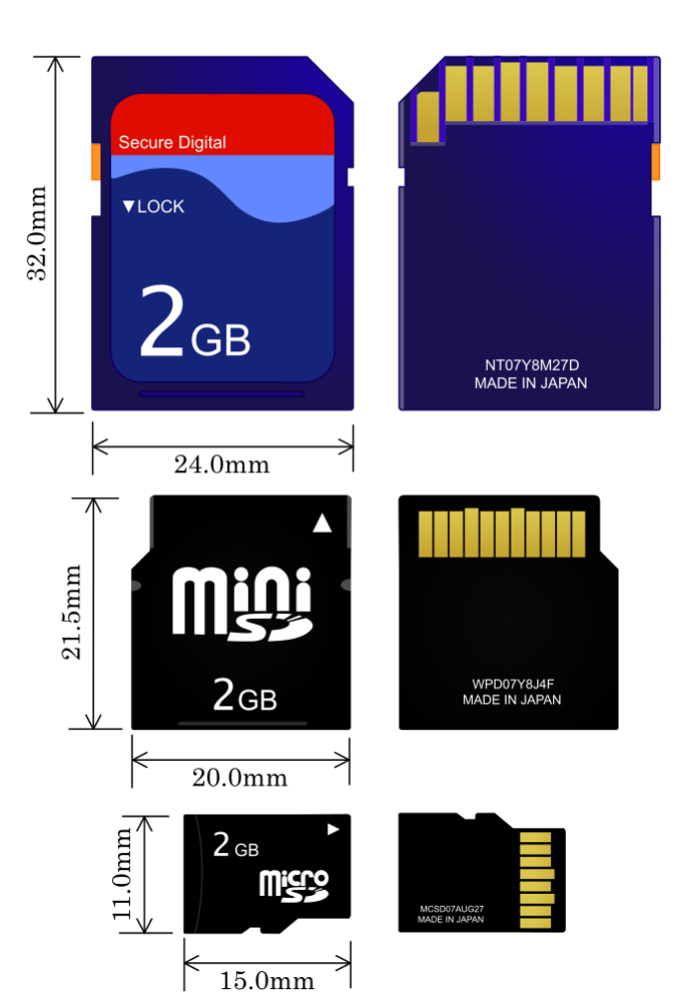 Secure Digital
▼LOCK
2GB
32.0mm
24.0mm
NT07Y8M27D
MADE IN JAPAN
mini
SD
2GB
21.5mm
20.0mm
WPD07Y8J4F
MADE IN JAPAN
2 GB
micro
SD
11.0mm
15.0mm
MCSD07AUG27
MADE IN JAPAN